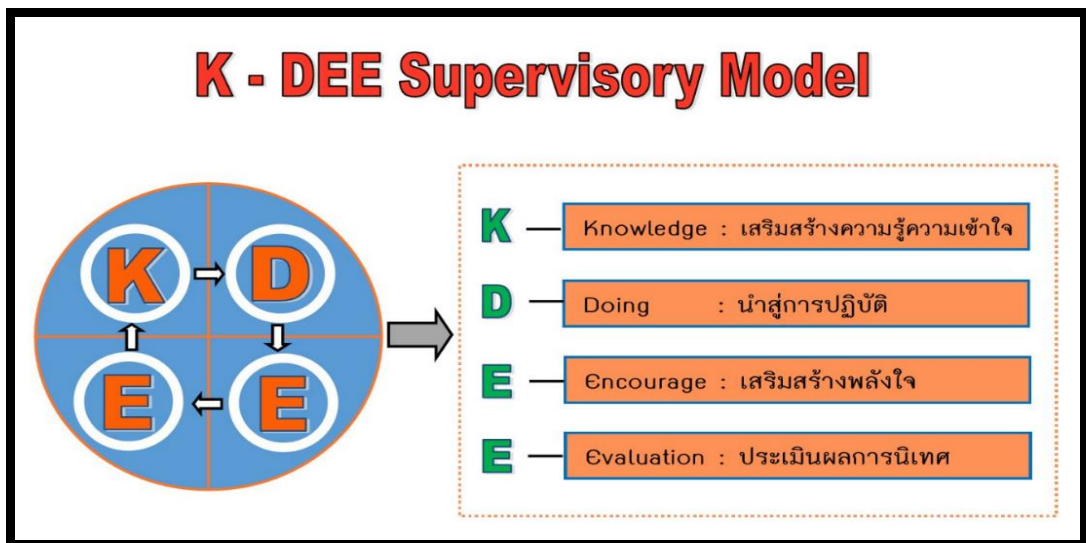 K - DEE Supervisory Model
K D
E E
K Knowledge : เสริมสร้างความรู้ความเข้าใจ
D Doing : นำสู่การปฏิบัติ
E Encourage : เสริมสร้างพลังใจ
E Evaluation : ประเมินผลการนิเทศ